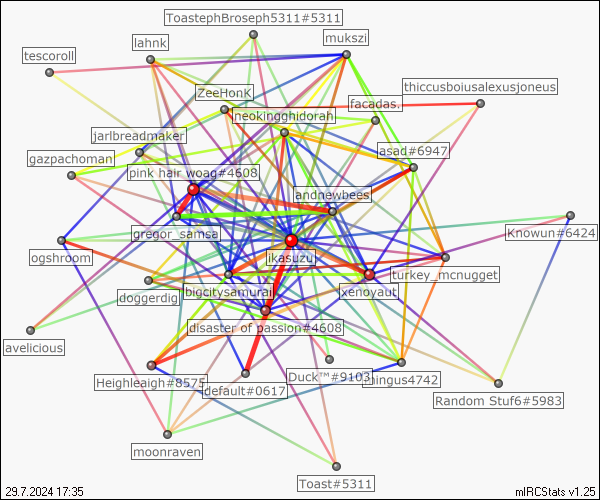 ToastephBroseph5311#5311
mukszi
lahnk
tescoroll
thiccusboiusalexusjoneus
ZeeHonK
facadas.
neokingghidorah
jarlbreadmaker
asad#6947
gazpachoman
pink hair woag#4608
andnewbees
gregor_samsa
Knowun#6424
ogshroom
ikasuzu
turkey_mcnugget
bigcitysamurai
xenoyaut
doggerdig
disaster of passion#4608
avelicious
Duck™#9103
mingus4742
Heighleaigh#8575
default#0617
Random Stuf6#5983
moonraven
Toast#5311
29.7.2024 17:35
mIRCStats v1.25